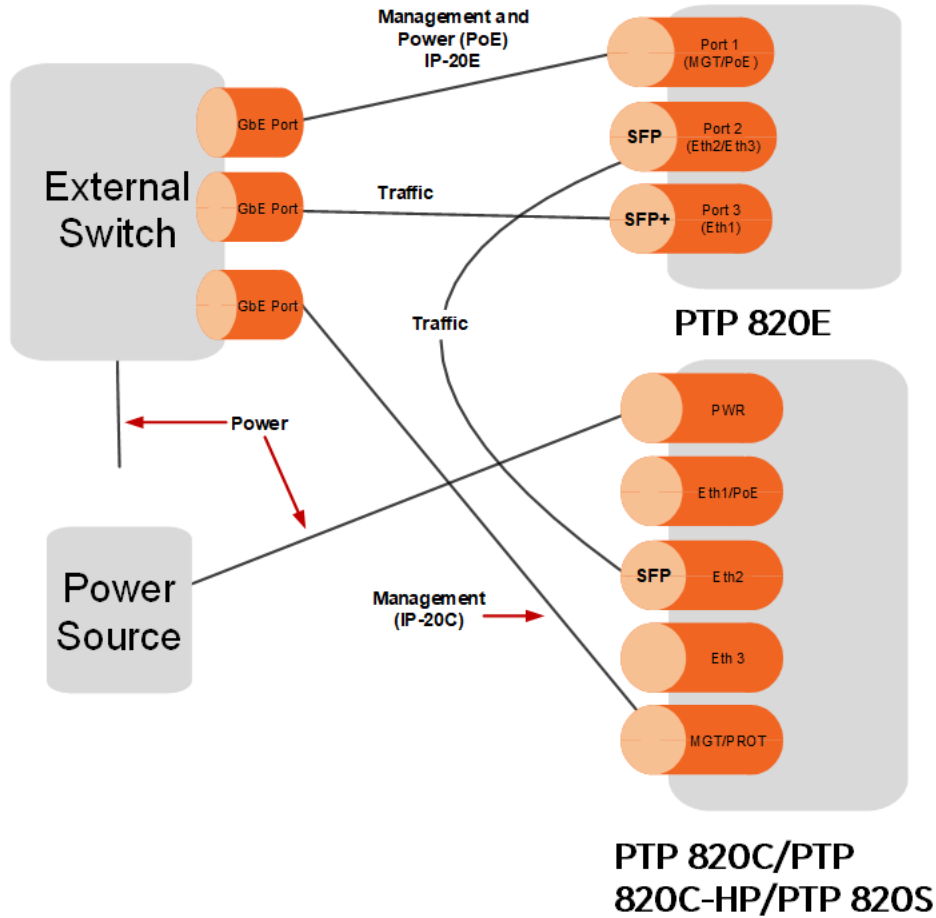 Management and
Power (PoE)
IP-20E
Port 1
(MGT/PoE)
GbE Port
SFP
Port 2
(Eth2/Eth3)
External
Switch
GbE Port
Traffic
SFP+
Port 3
(Eth1)
GbE Port
Traffic
PTP 820E
Power
PWR
Eth1/PoE
Power
Source
SFP
Eth2
Management
(IP-20C)
Eth 3
MGT/PROT
PTP 820C/PTP
820C-HP/PTP 820S